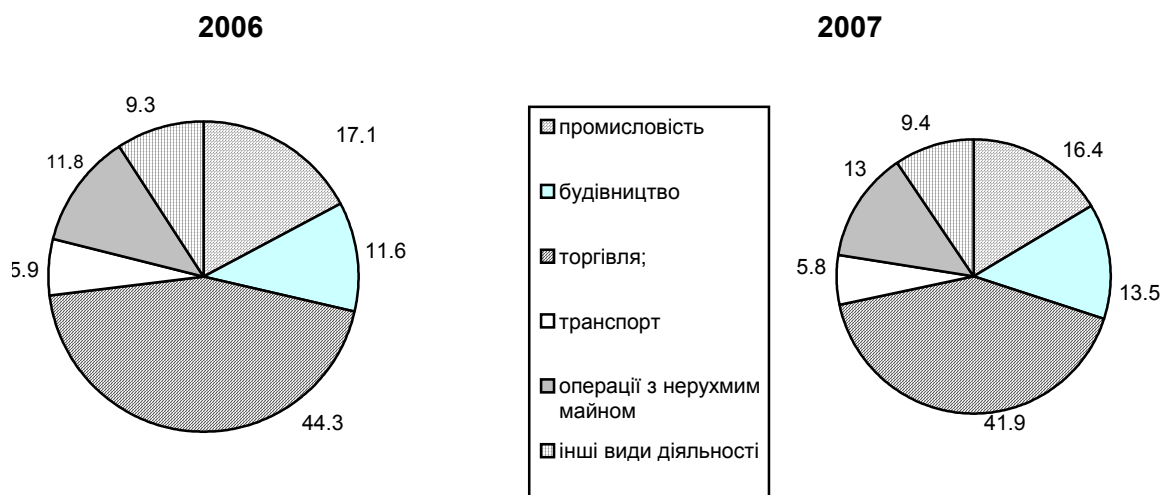 2006
2007
9.3
17.1
11.8
11.6
5.9
44.3
промисловість
будівництво
торгівля;
транспорт
операції з нерухмим
майном
інші види діяльності
9.4
16.4
13
5.8
13.5
41.9